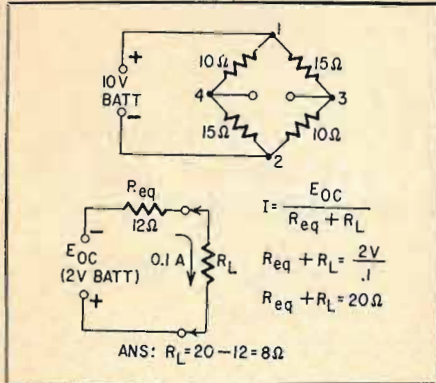 1
10Ω
15Ω
+
10V
BATT
−
4
3
15Ω
10Ω
2
Req
12Ω
I = EOC / Req + RL
−
EOC
(2V BATT)
+
0.1 A
RL
Req + RL = 2V / .1
Req + RL = 20Ω
ANS: RL = 20 − 12 = 8Ω